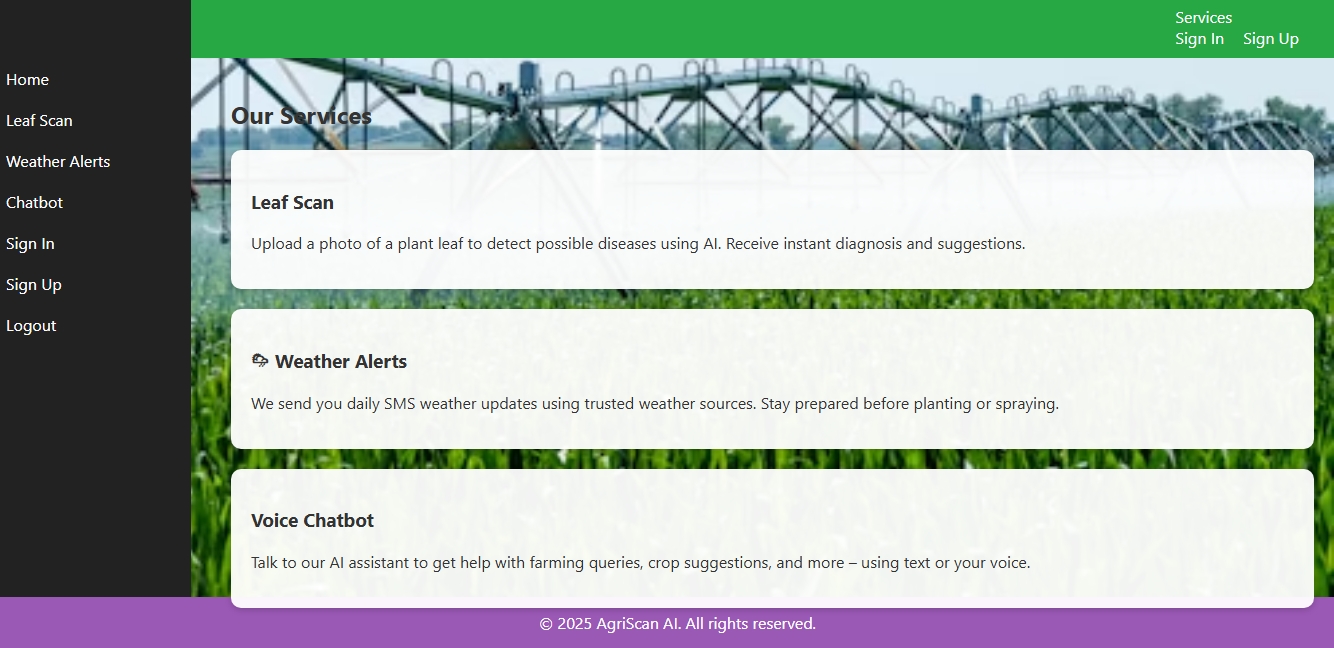 Services
Sign In Sign Up
Home
Leaf Scan
Weather Alerts
Chatbot
Sign In
Sign Up
Logout
Our Services
Leaf Scan
Upload a photo of a plant leaf to detect possible diseases using AI. Receive instant diagnosis and suggestions.
Weather Alerts
We send you daily SMS weather updates using trusted weather sources. Stay prepared before planting or spraying.
Voice Chatbot
Talk to our AI assistant to get help with farming queries, crop suggestions, and more – using text or your voice.
© 2025 AgriScan AI. All rights reserved.